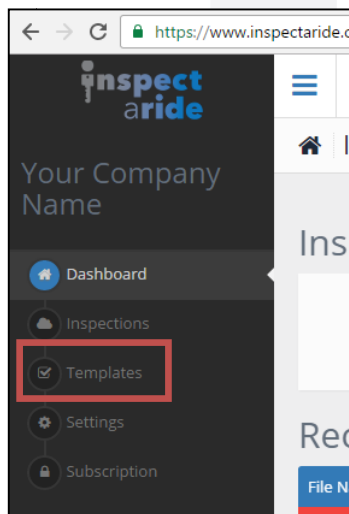 https://www.inspectaride.c
inspect
aride
Your Company
Name
Dashboard
Inspections
Templates
Settings
Subscription
Ins
Rec
File N